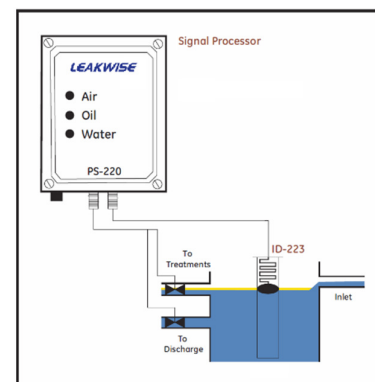 Signal Processor
LEAKWISE
Air
Oil
Water
PS-220
To
Treatments
ID-223
Inlet
To
Discharge